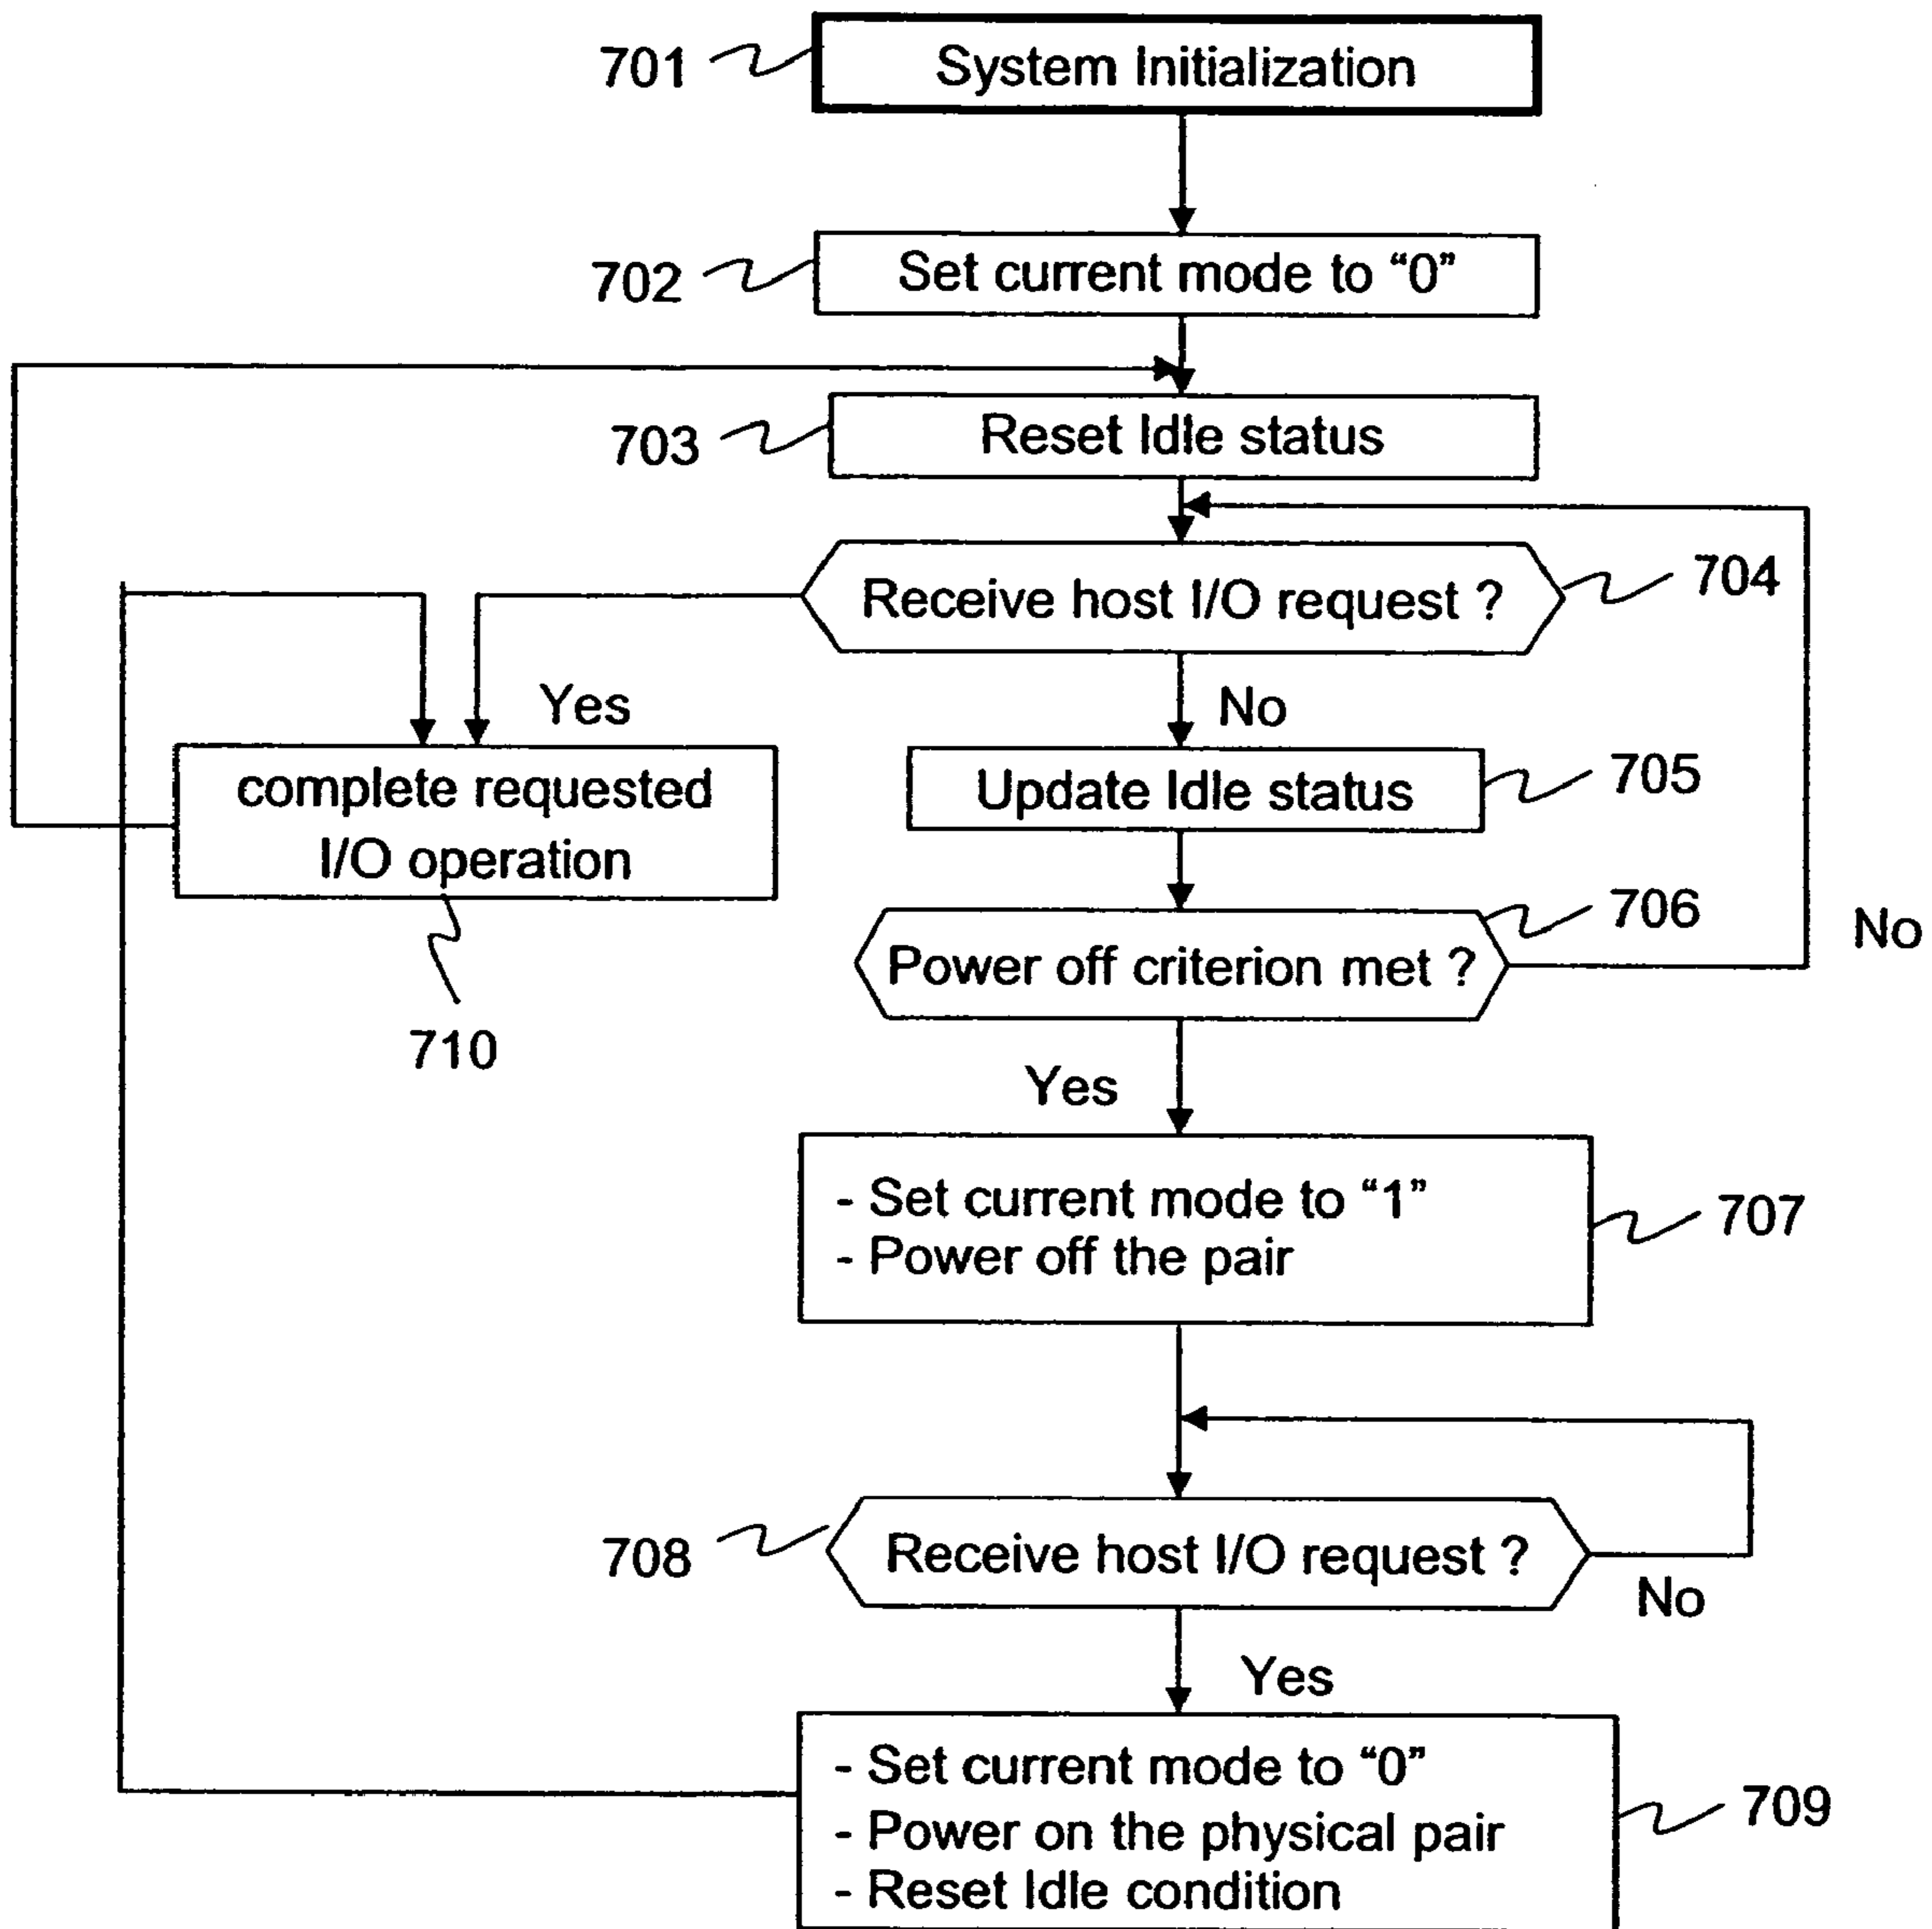 701
System Initialization
702
Set current mode to “0”
703
Reset Idle status
Receive host I/O request ?
704
Yes
No
complete requested
I/O operation
710
Update Idle status
705
706
Power off criterion met ?
No
Yes
- Set current mode to “1”
- Power off the pair
707
708
Receive host I/O request ?
No
Yes
- Set current mode to “0”
- Power on the physical pair
- Reset Idle condition
709